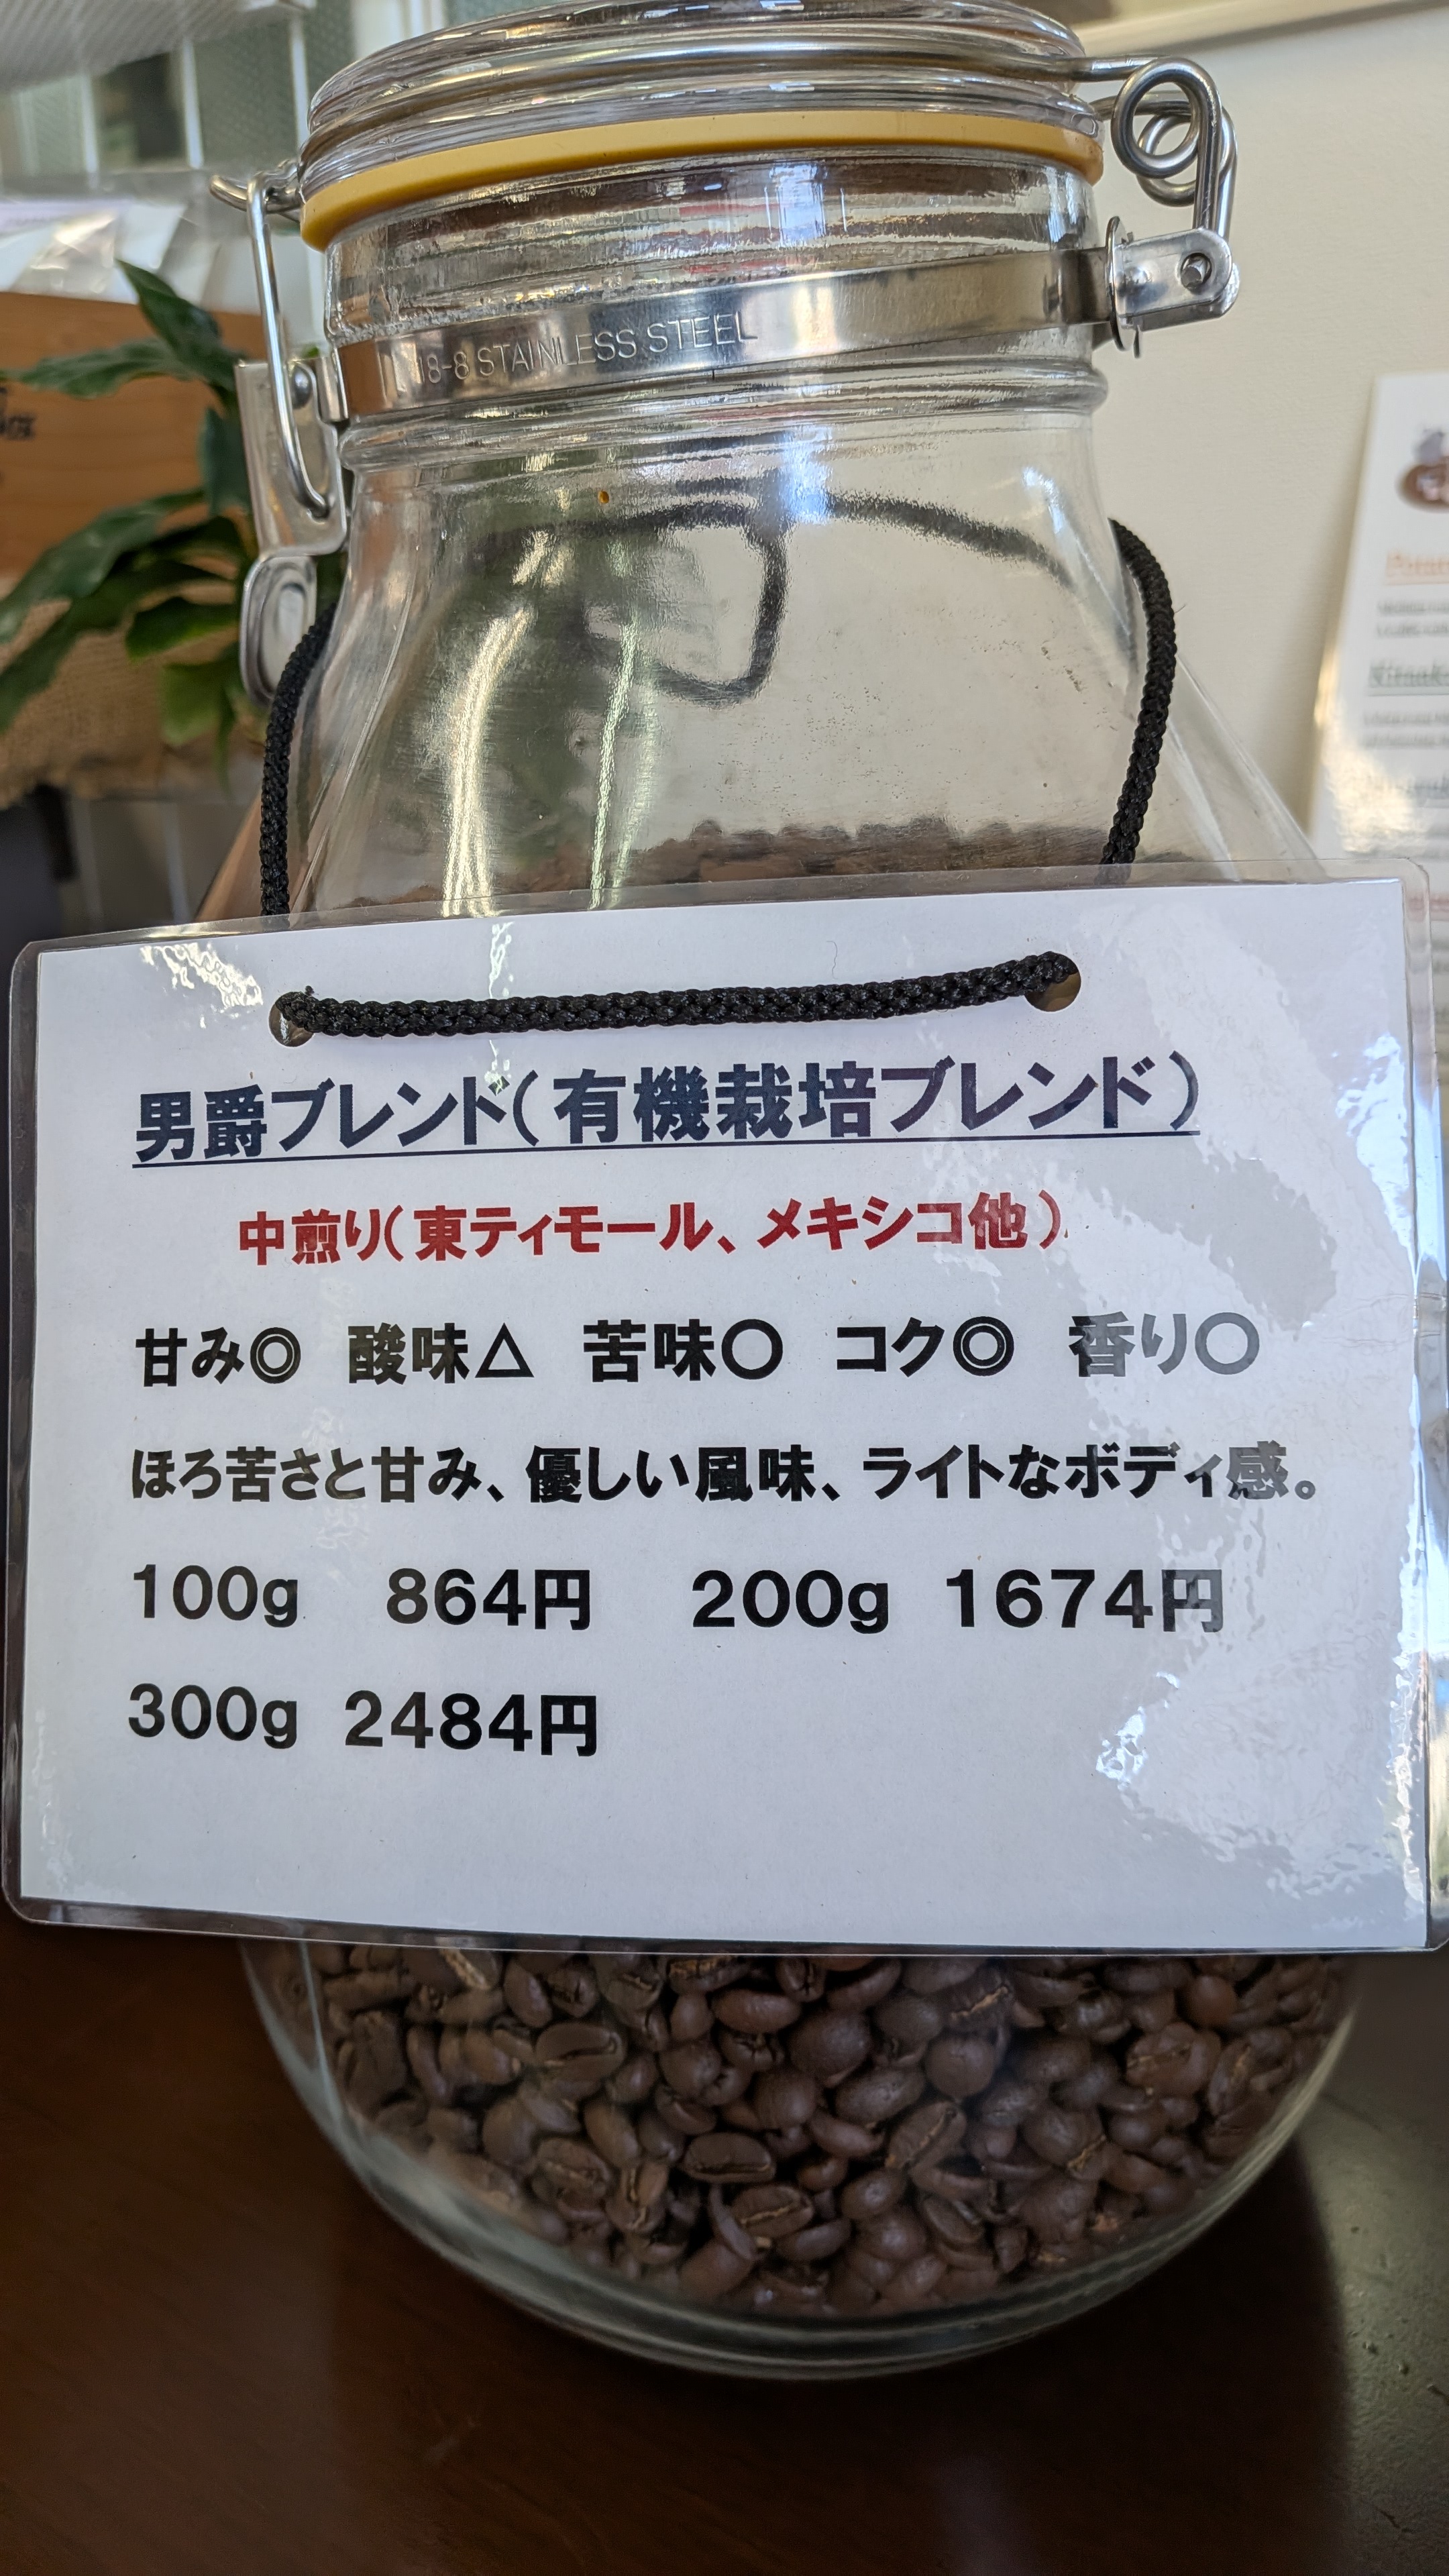 18-8 STAINLESS STEEL
男爵ブレンド(有機栽培ブレンド)
中煎り(東ティモール、メキシコ他)
甘み◎ 酸味△ 苦味〇 コク◎ 香り〇
ほろ苦さと甘み、優しい風味、ライトなボディ感。
100g 864円 200g 1674円
300g 2484円